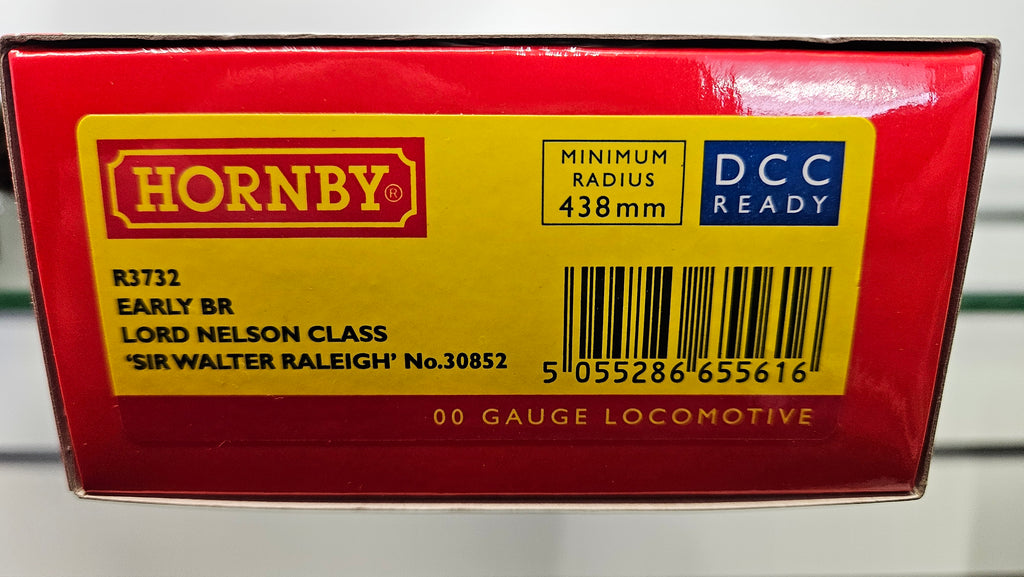 HORNBY®
MINIMUM
RADIUS
438mm
DCC
READY
R3732
EARLY BR
LORD NELSON CLASS
‘SIR WALTER RALEIGH’ No.30852
5 055286 655616
00 GAUGE LOCOMOTIVE